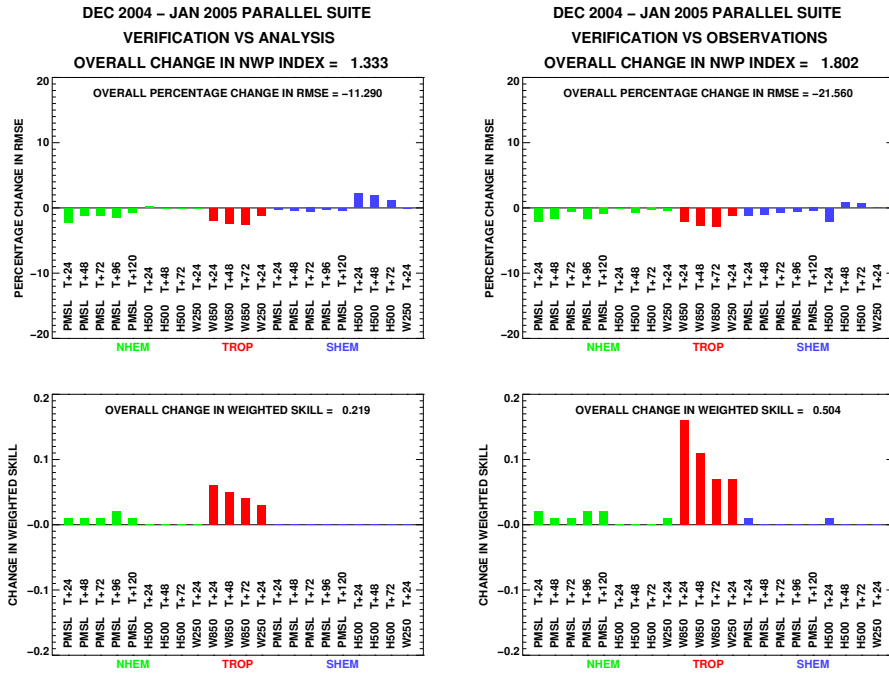 DEC 2004 – JAN 2005 PARALLEL SUITE
VERIFICATION VS ANALYSIS
OVERALL CHANGE IN NWP INDEX = 1.333
OVERALL PERCENTAGE CHANGE IN RMSE = −11.290
PERCENTAGE CHANGE IN RMSE
20
10
0
−10
−20
PMSL T+24
PMSL T+48
PMSL T+72
PMSL T+96
PMSL T+120
H500 T+24
H500 T+48
H500 T+72
W250 T+24
W850 T+24
W850 T+48
W850 T+72
W250 T+24
PMSL T+24
PMSL T+48
PMSL T+72
PMSL T+96
PMSL T+120
H500 T+24
H500 T+48
H500 T+72
W250 T+24
NHEM TROP SHEM
DEC 2004 – JAN 2005 PARALLEL SUITE
VERIFICATION VS OBSERVATIONS
OVERALL CHANGE IN NWP INDEX = 1.802
OVERALL PERCENTAGE CHANGE IN RMSE = −21.560
PERCENTAGE CHANGE IN RMSE
20
10
0
−10
−20
PMSL T+24
PMSL T+48
PMSL T+72
PMSL T+96
PMSL T+120
H500 T+24
H500 T+48
H500 T+72
W250 T+24
W850 T+24
W850 T+48
W850 T+72
W250 T+24
PMSL T+24
PMSL T+48
PMSL T+72
PMSL T+96
PMSL T+120
H500 T+24
H500 T+48
H500 T+72
W250 T+24
NHEM TROP SHEM
OVERALL CHANGE IN WEIGHTED SKILL = 0.219
CHANGE IN WEIGHTED SKILL
0.2
0.1
−0.0
−0.1
−0.2
PMSL T+24
PMSL T+48
PMSL T+72
PMSL T+96
PMSL T+120
H500 T+24
H500 T+48
H500 T+72
W250 T+24
W850 T+24
W850 T+48
W850 T+72
W250 T+24
PMSL T+24
PMSL T+48
PMSL T+72
PMSL T+96
PMSL T+120
H500 T+24
H500 T+48
H500 T+72
W250 T+24
NHEM TROP SHEM
OVERALL CHANGE IN WEIGHTED SKILL = 0.504
CHANGE IN WEIGHTED SKILL
0.2
0.1
−0.0
−0.1
−0.2
PMSL T+24
PMSL T+48
PMSL T+72
PMSL T+96
PMSL T+120
H500 T+24
H500 T+48
H500 T+72
W250 T+24
W850 T+24
W850 T+48
W850 T+72
W250 T+24
PMSL T+24
PMSL T+48
PMSL T+72
PMSL T+96
PMSL T+120
H500 T+24
H500 T+48
H500 T+72
W250 T+24
NHEM TROP SHEM